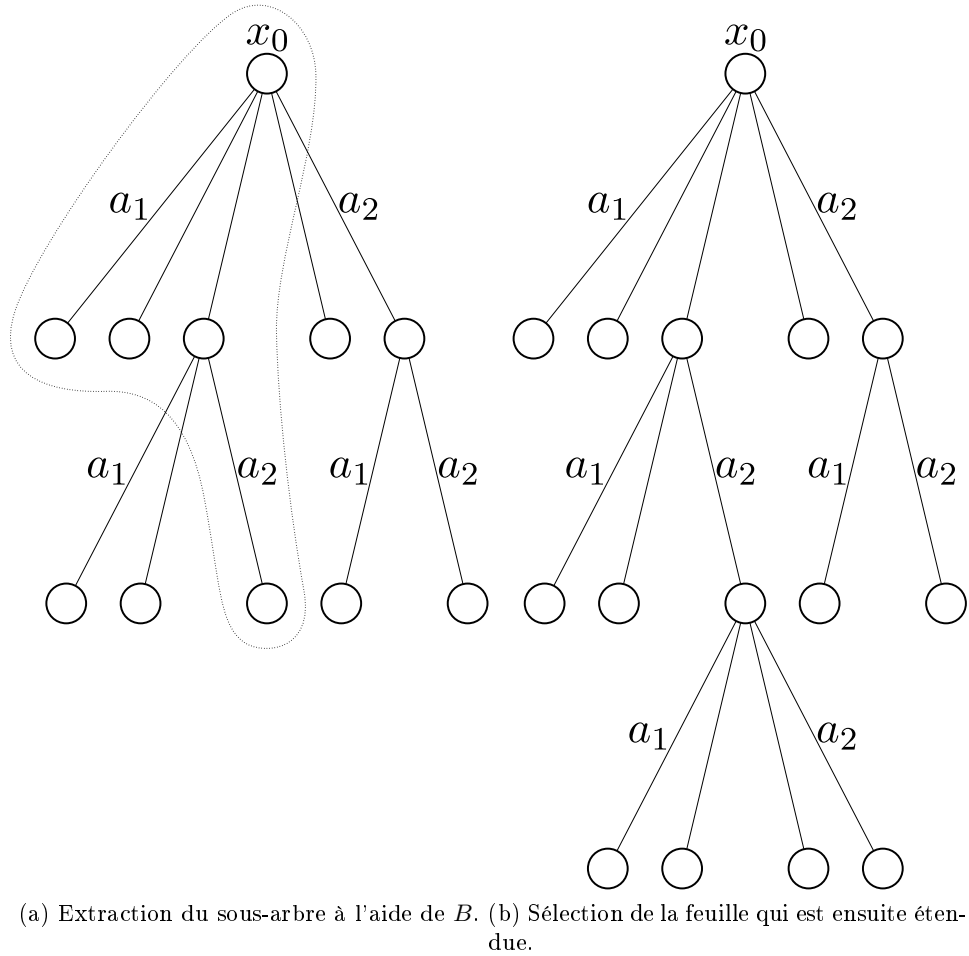 x₀ x₀
a₁ a₂ a₁ a₂
a₁ a₂ a₁ a₂ a₁ a₂ a₁ a₂
a₁ a₂
(a) Extraction du sous-arbre à l'aide de B. (b) Sélection de la feuille qui est ensuite éten-
due.